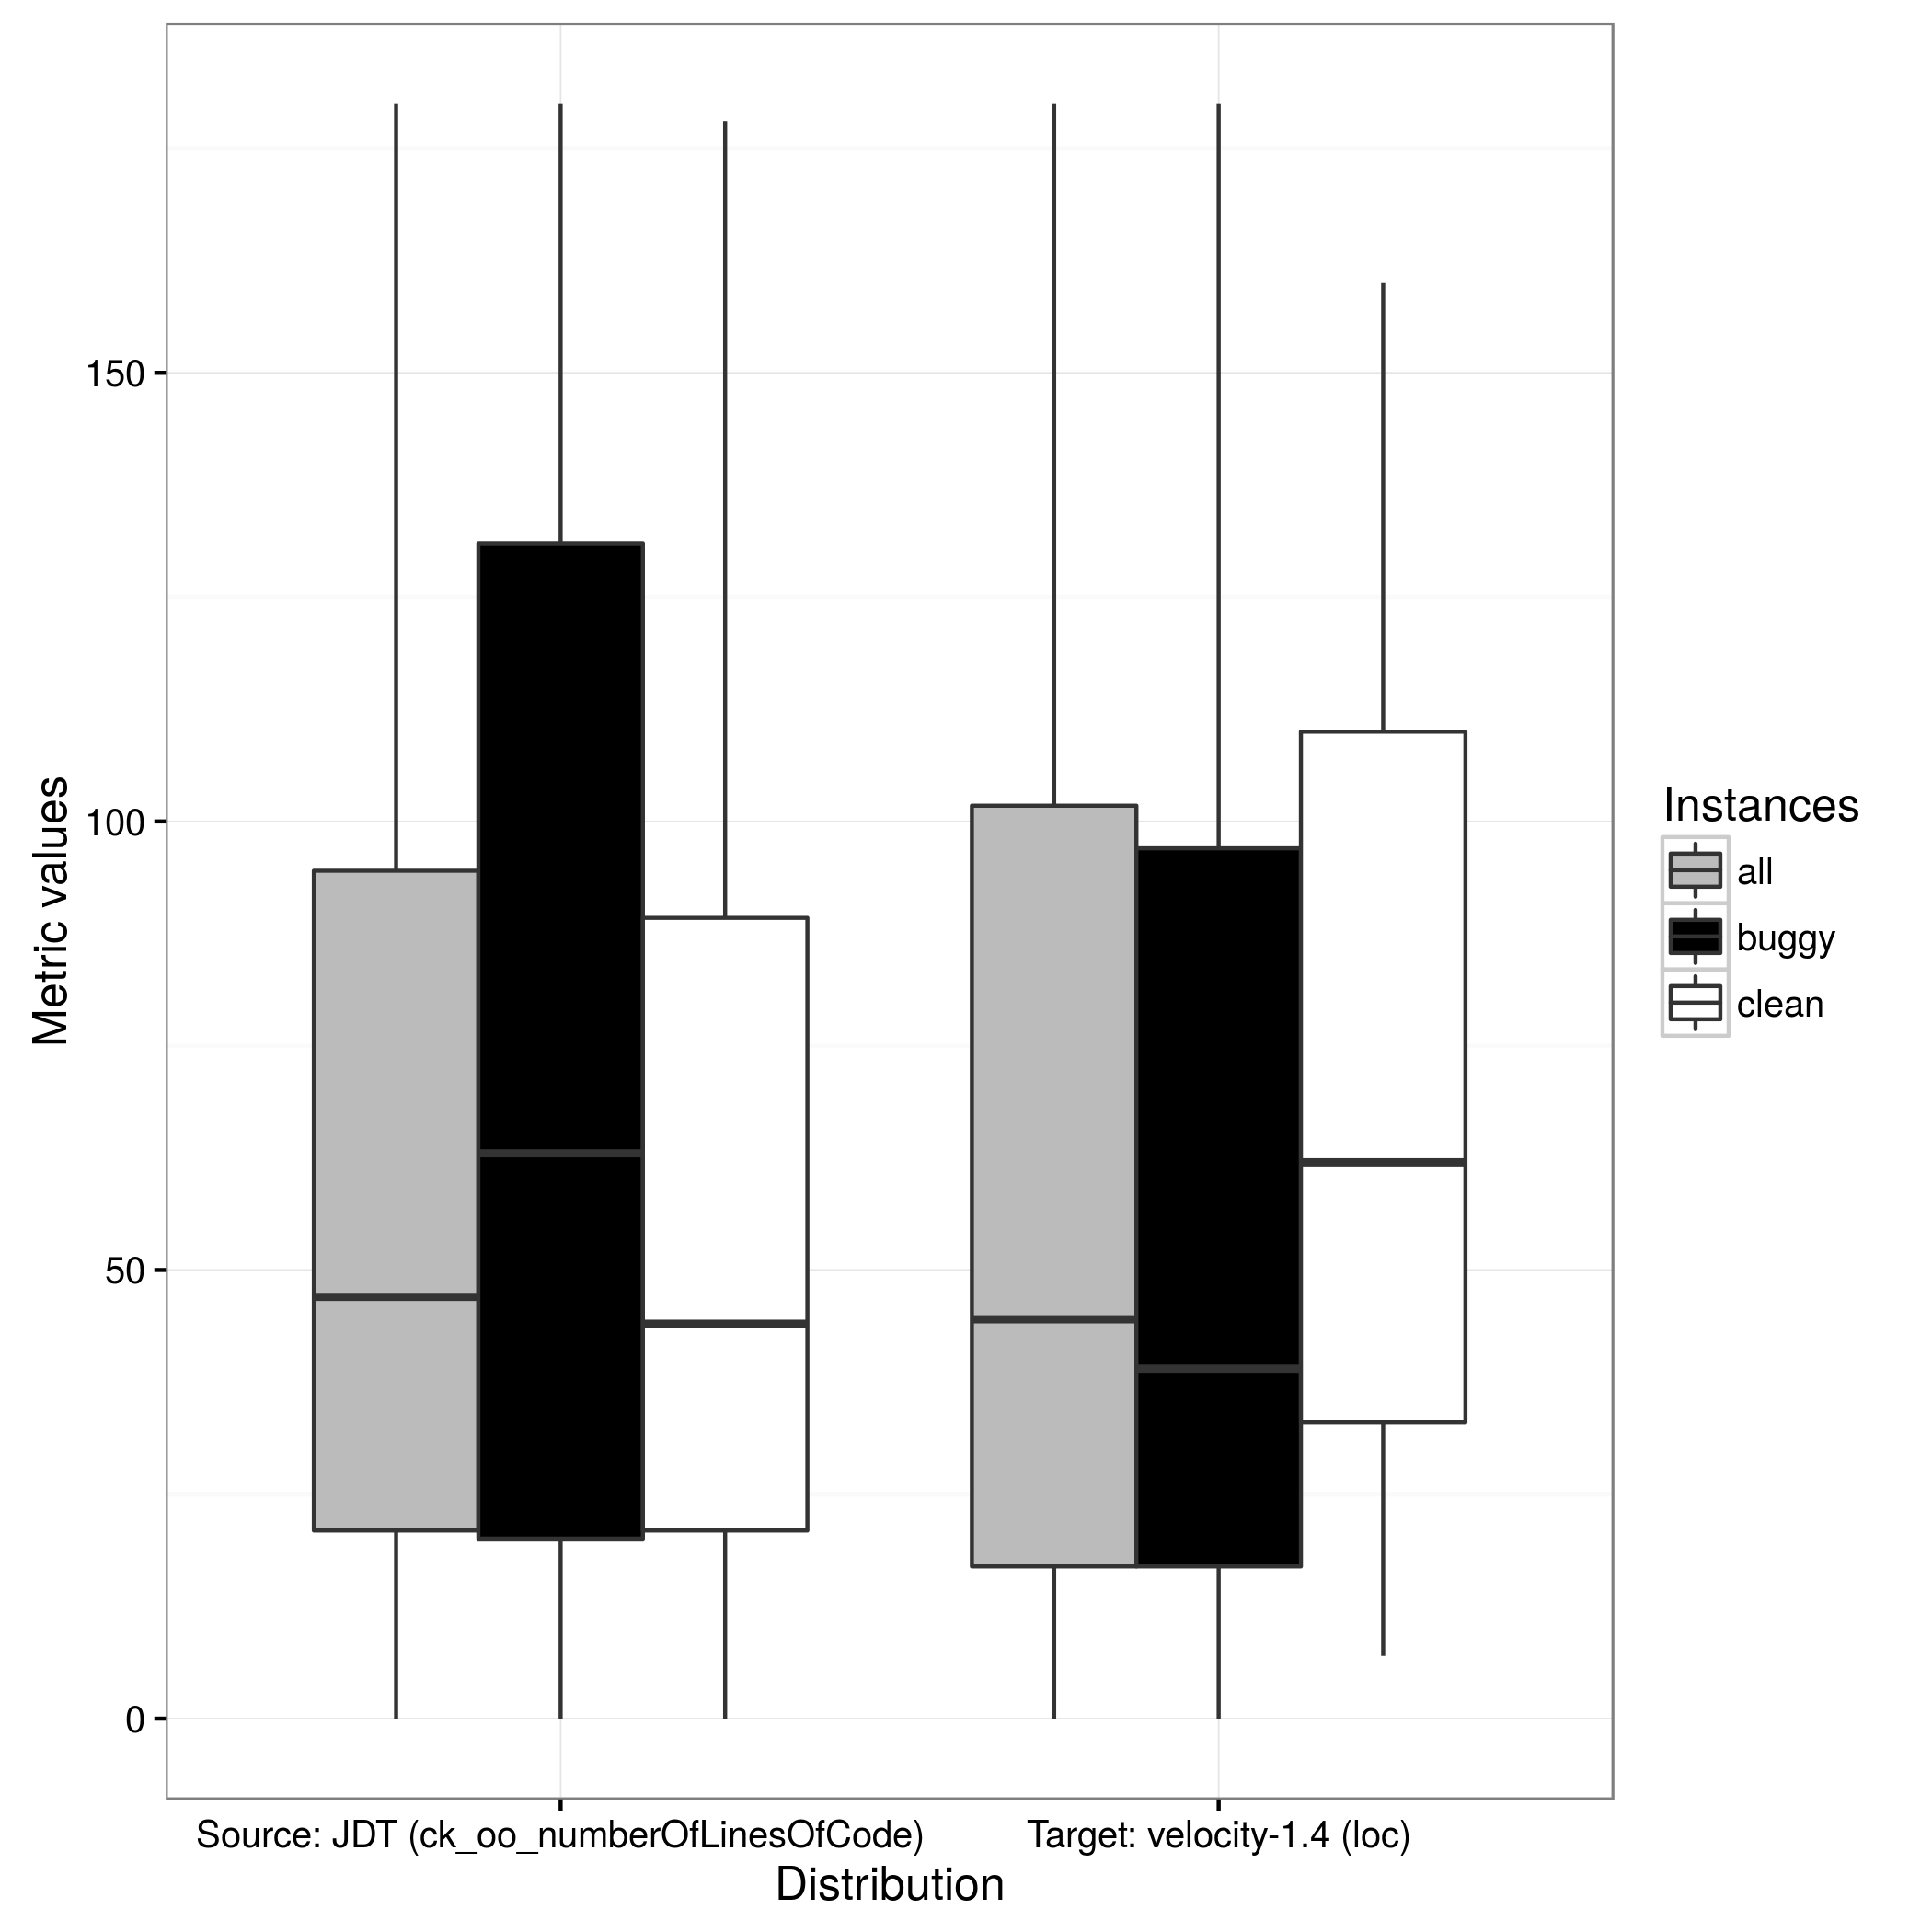 150
100
50
0
Metric values
Source: JDT (ck_oo_numberOfLinesOfCode)
Target: velocity-1.4 (loc)
Distribution
Instances
all
buggy
clean